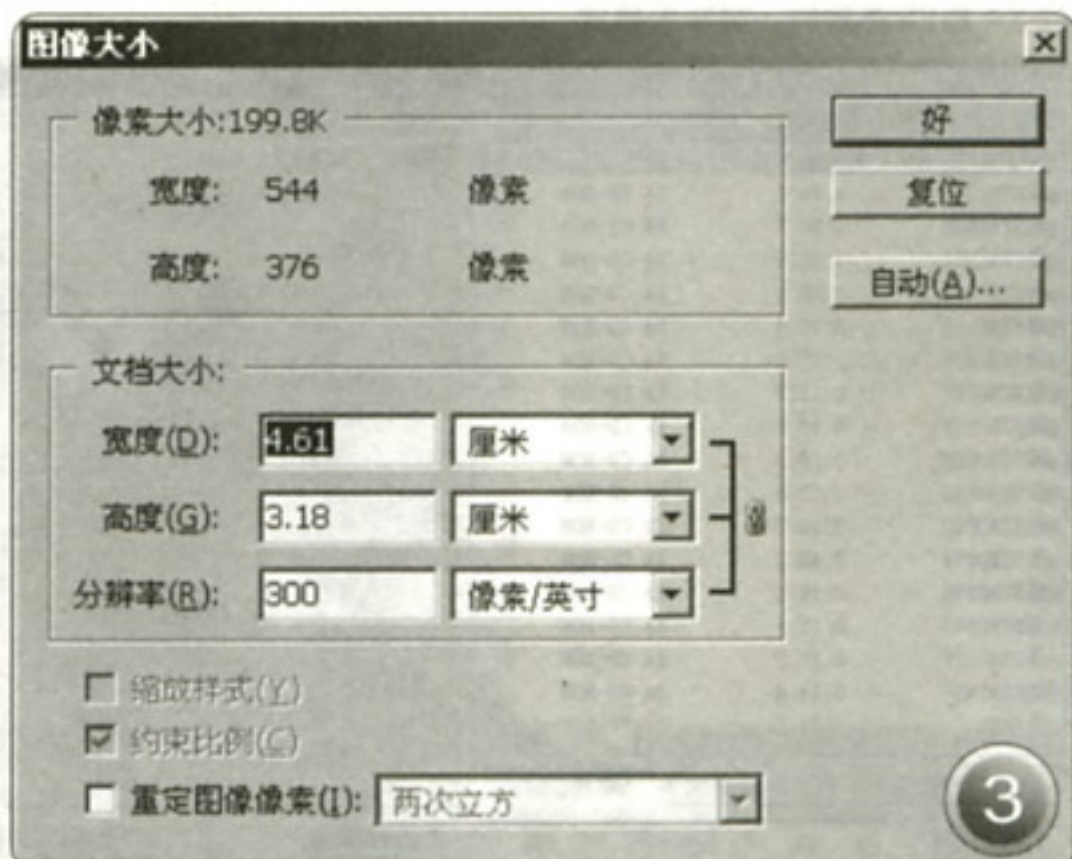 图像大小
像素大小:199.8K
宽度: 544 像素
高度: 376 像素
好
复位
自动(A)...
文档大小:
宽度(D): 4.61 厘米
高度(G): 3.18 厘米
分辨率(R): 300 像素/英寸
缩放样式(Y)
约束比例(C)
重定图像像素(I): 两次立方
3